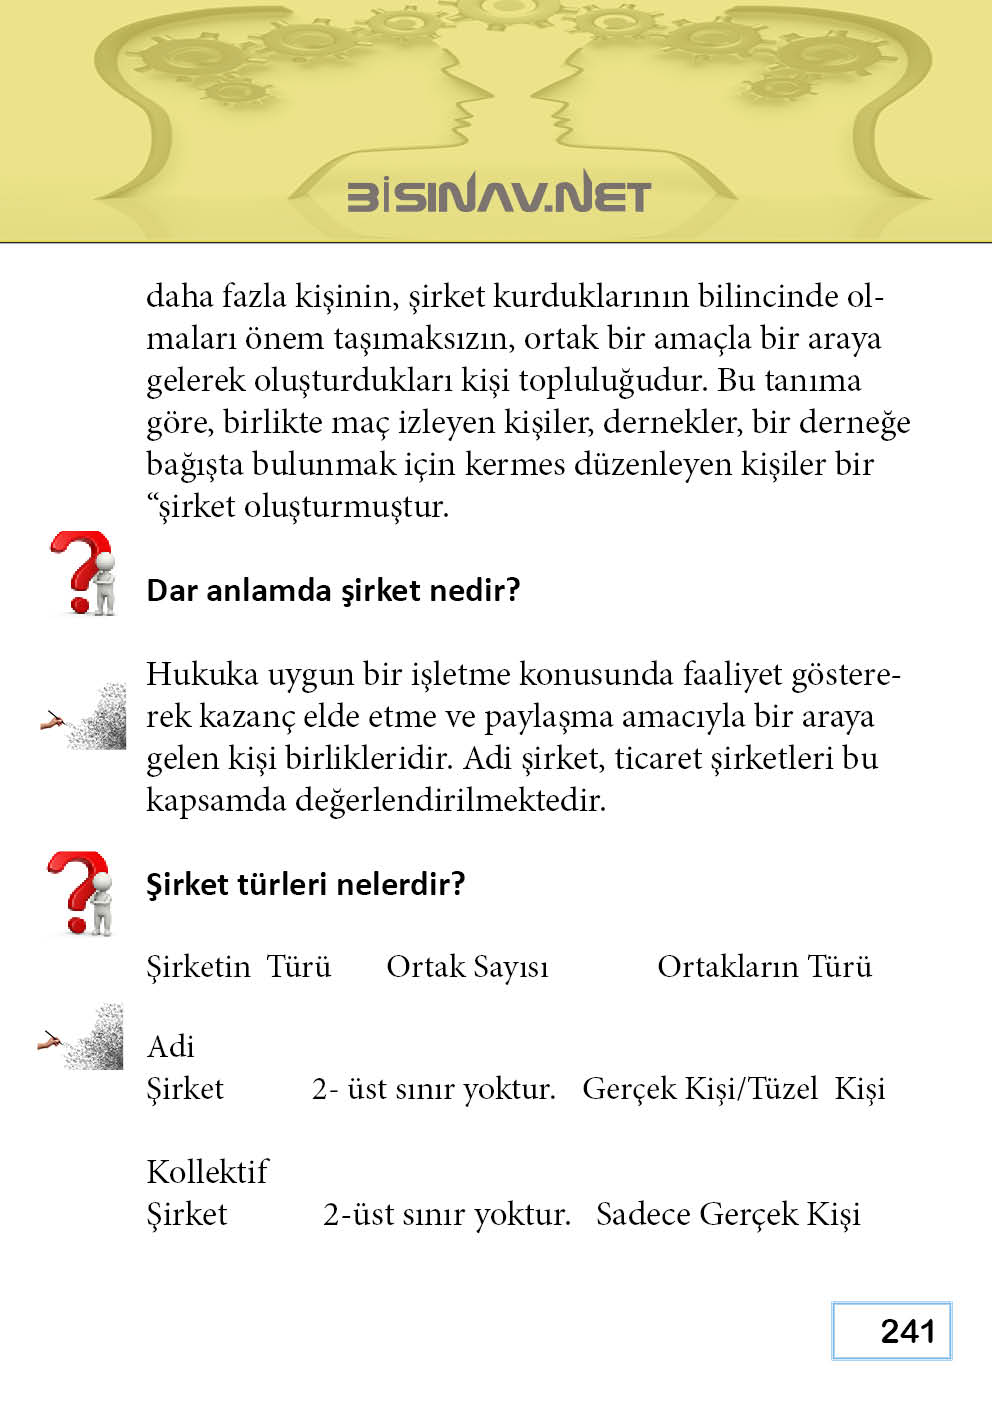 BİSINAV.NET
daha fazla kişinin, şirket kurduklarının bilincinde ol-
maları önem taşımaksızın, ortak bir amaçla bir araya
gelerek oluşturdukları kişi topluluğudur. Bu tanıma
göre, birlikte maç izleyen kişiler, dernekler, bir derneğe
bağışta bulunmak için kermes düzenleyen kişiler bir
“şirket oluşturmuştur.
Dar anlamda şirket nedir?
Hukuka uygun bir işletme konusunda faaliyet göstere-
rek kazanç elde etme ve paylaşma amacıyla bir araya
gelen kişi birlikleridir. Adi şirket, ticaret şirketleri bu
kapsamda değerlendirilmektedir.
Şirket türleri nelerdir?
Şirketin Türü Ortak Sayısı Ortakların Türü
Adi
Şirket 2- üst sınır yoktur. Gerçek Kişi/Tüzel Kişi
Kollektif
Şirket 2-üst sınır yoktur. Sadece Gerçek Kişi
241